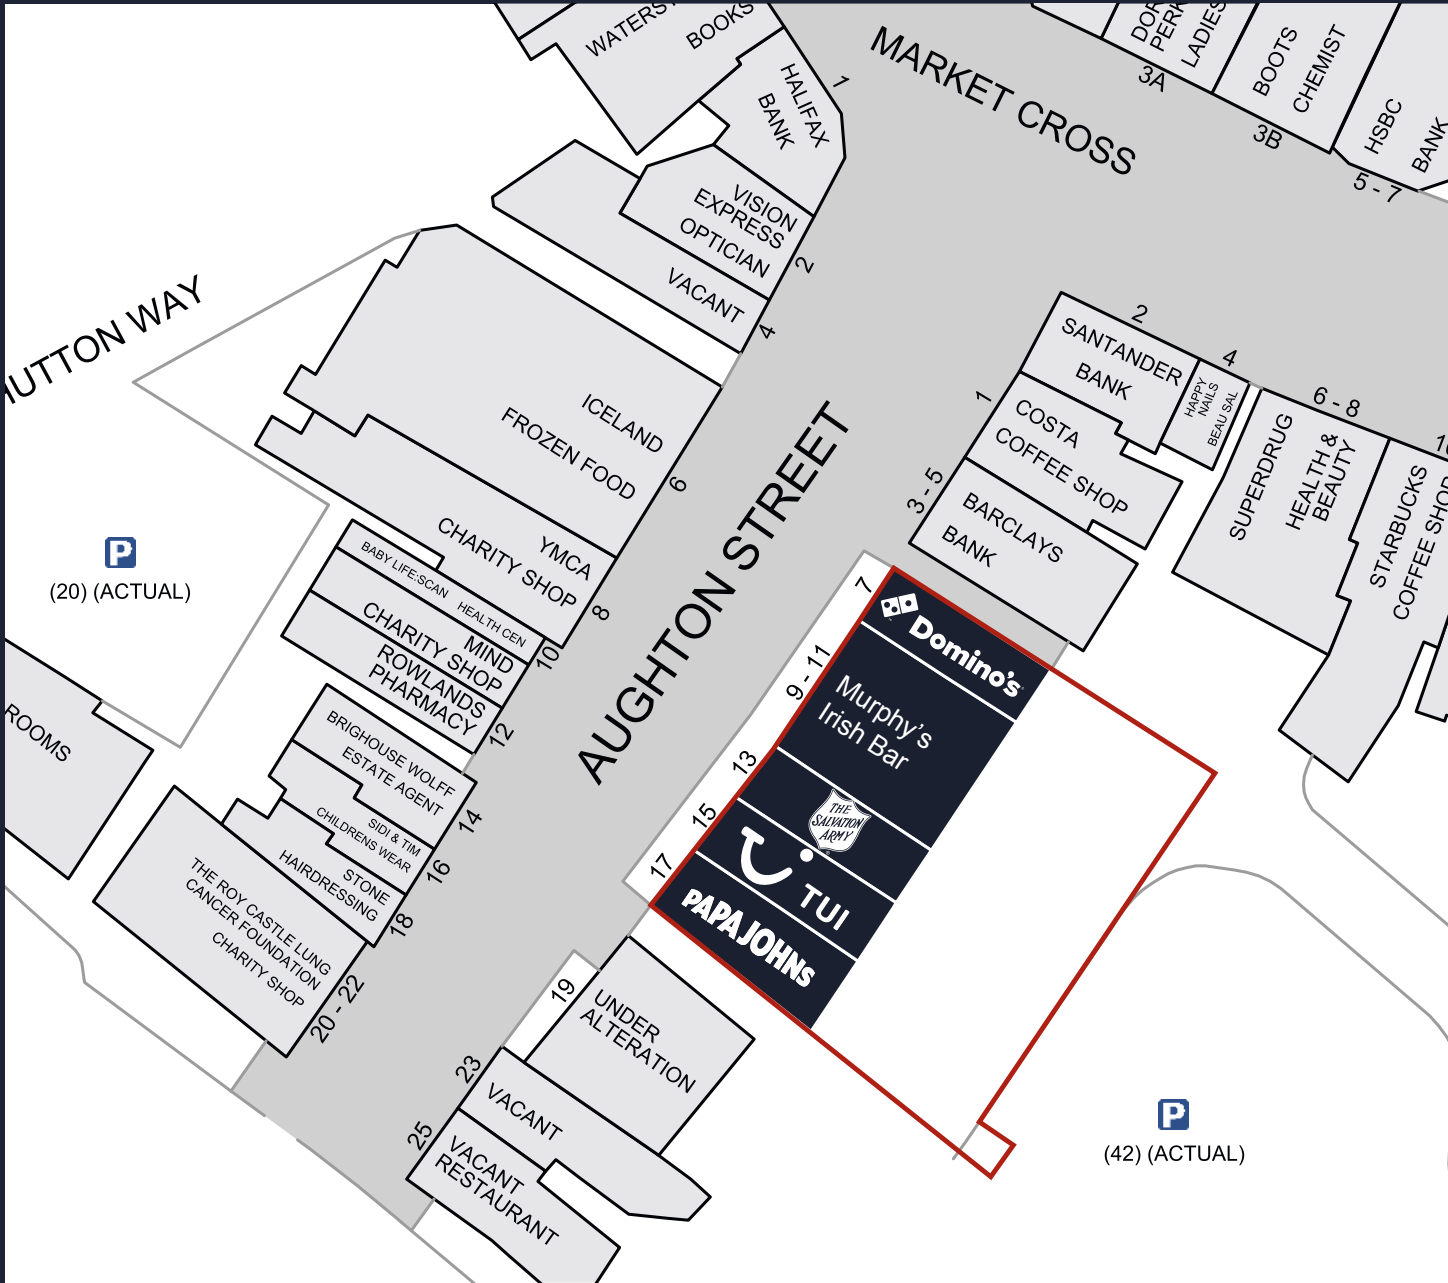 WATERS
BOOKS
HALIFAX
BANK
1
MARKET CROSS
LADIES
3A
BOOTS
CHEMIST
3B
HSBC
BANK
5 - 7
VISION
EXPRESS
OPTICIAN
2
VACANT
4
HUTTON WAY
ICELAND
FROZEN FOOD
6
YMCA
CHARITY SHOP
8
BABY LIFE:SCAN HEALTH CEN
10
MIND
CHARITY SHOP
ROWLANDS
PHARMACY
12
BRIGHOUSE WOLFF
ESTATE AGENT
14
SIDI & TIM
CHILDRENS WEAR
16
STONE
HAIRDRESSING
18
THE ROY CASTLE LUNG
CANCER FOUNDATION
CHARITY SHOP
20 - 22
ROOMS
P
(20) (ACTUAL)
AUGHTON STREET
2
SANTANDER
BANK
4
HAPPY
NAILS
BEAU SAL
6 - 8
SUPERDRUG
HEALTH &
BEAUTY
STARBUCKS
COFFEE SHOP
1
COSTA
COFFEE SHOP
3 - 5
BARCLAYS
BANK
7
Domino's
9 - 11
Murphy's
Irish Bar
13
THE
SALVATION
ARMY
15
TUI
17
PAPA JOHNS
19
UNDER
ALTERATION
23
VACANT
25
VACANT
RESTAURANT
P
(42) (ACTUAL)